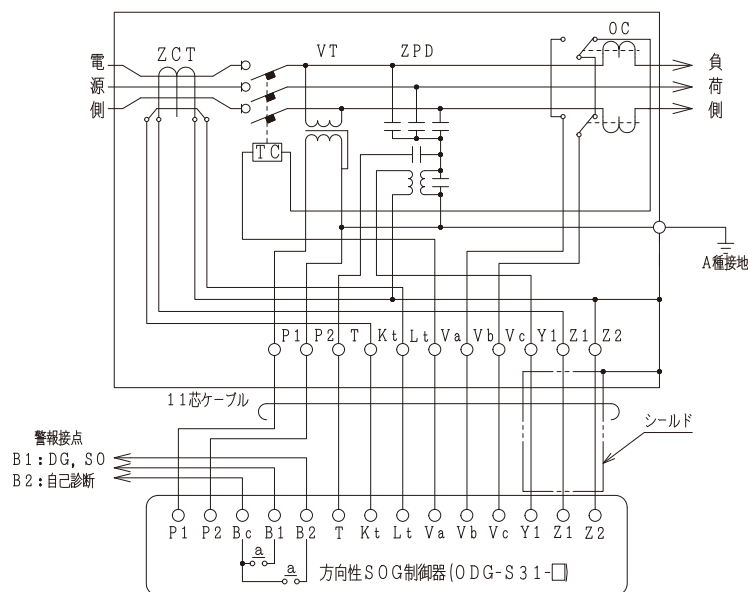 ZCT
VT
ZPD
OC
電源側
負荷側
TC
A種接地
P1 P2 T Kt Lt Va Vb Vc Y1 Z1 Z2
11芯ケーブル
シールド
警報接点
B1:DG,SO
B2:自己診断
P1 P2 Bc B1 B2 T Kt Lt Va Vb Vc Y1 Z1 Z2
a
a
方向性SOG制御器(ODG-S31-□)